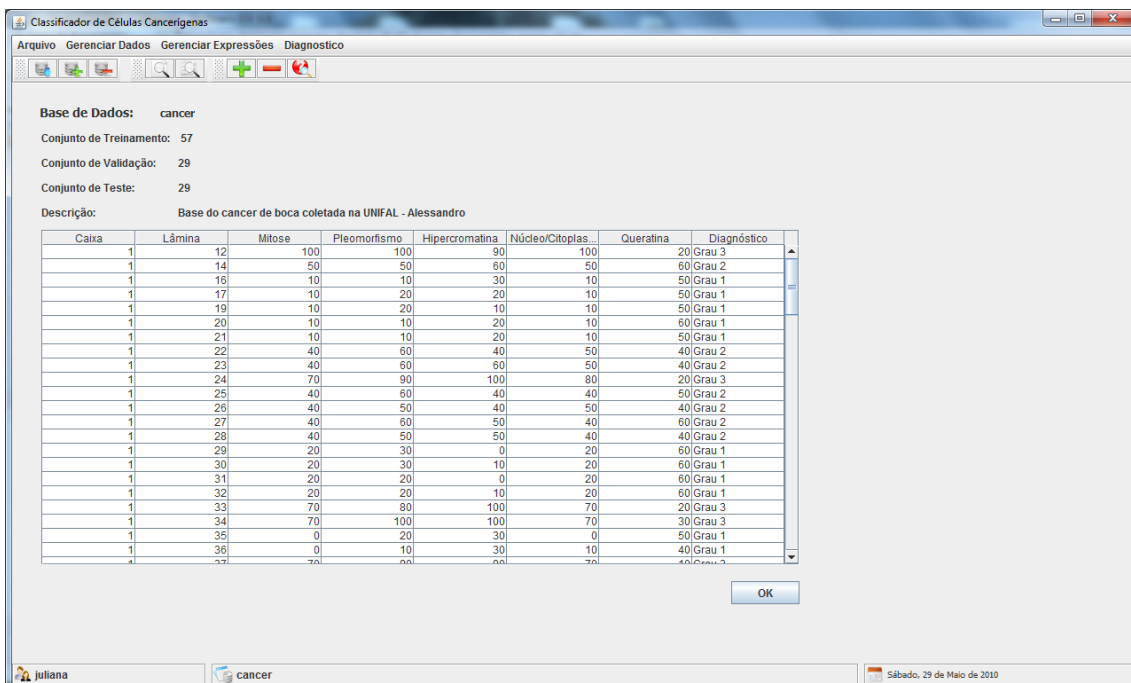 Classificador de Células Cancerígenas
Arquivo Gerenciar Dados Gerenciar Expressões Diagnostico
Base de Dados: cancer
Conjunto de Treinamento: 57
Conjunto de Validação: 29
Conjunto de Teste: 29
Descrição: Base do cancer de boca coletada na UNIFAL - Alessandro
Caixa Lâmina Mitose Pleomorfismo Hipercromatina Núcleo/Citoplas... Queratina Diagnóstico
1 12 100 100 90 100 20 Grau 3
1 14 50 50 60 50 60 Grau 2
1 16 10 10 30 10 50 Grau 1
1 17 10 20 20 10 50 Grau 1
1 19 10 20 10 10 50 Grau 1
1 20 10 10 20 10 60 Grau 1
1 21 10 10 20 10 50 Grau 1
1 22 40 60 40 50 40 Grau 2
1 23 40 60 60 50 40 Grau 2
1 24 70 90 100 80 20 Grau 3
1 25 40 60 40 40 50 Grau 2
1 26 40 50 40 50 40 Grau 2
1 27 40 60 50 40 60 Grau 2
1 28 40 50 50 40 40 Grau 2
1 29 20 30 0 20 60 Grau 1
1 30 20 30 10 20 60 Grau 1
1 31 20 20 0 20 60 Grau 1
1 32 20 20 10 20 60 Grau 1
1 33 70 80 100 70 20 Grau 3
1 34 70 100 100 70 30 Grau 3
1 35 0 20 30 0 50 Grau 1
1 36 0 10 30 10 40 Grau 1
OK
juliana cancer Sábado, 29 de Maio de 2010